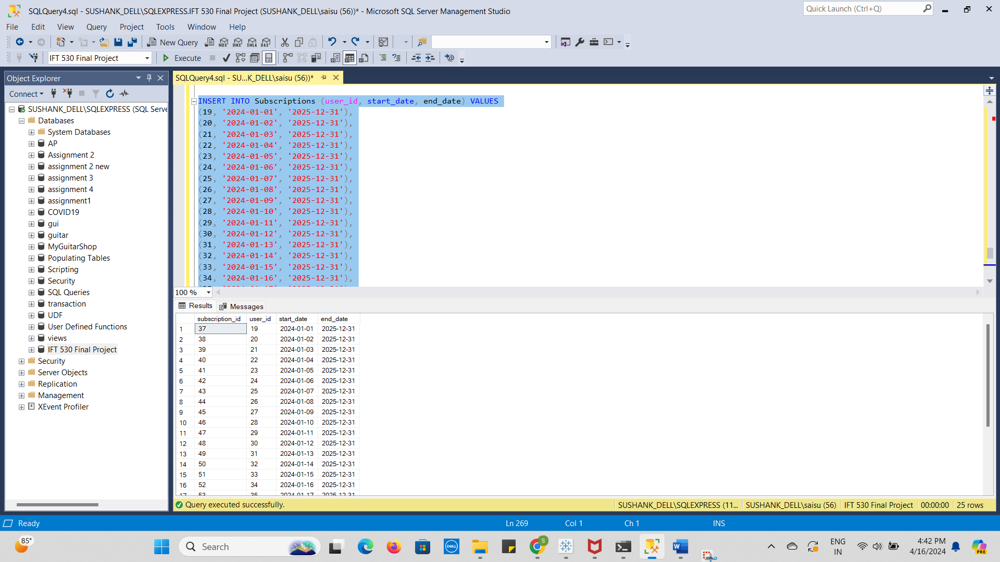 SQLQuery4.sql - SUSHANK_DELL\SQLEXPRESS.IFT 530 Final Project (SUSHANK_DELL\saisu (56))* - Microsoft SQL Server Management Studio
Quick Launch (Ctrl+Q)
File Edit View Query Project Tools Window Help
New Query
MDX DMX XMLA DAX
IFT 530 Final Project
Execute
Object Explorer
Connect
SUSHANK_DELL\SQLEXPRESS (SQL Serve
Databases
System Databases
AP
Assignment 2
assignment 2 new
assignment 3
assignment 4
assignment1
COVID19
gui
guitar
MyGuitarShop
Populating Tables
Scripting
Security
SQL Queries
transaction
UDF
User Defined Functions
views
IFT 530 Final Project
Security
Server Objects
Replication
Management
XEvent Profiler
SQLQuery4.sql - SU...K_DELL\saisu (56))*
INSERT INTO Subscriptions (user_id, start_date, end_date) VALUES
(19, '2024-01-01', '2025-12-31'),
(20, '2024-01-02', '2025-12-31'),
(21, '2024-01-03', '2025-12-31'),
(22, '2024-01-04', '2025-12-31'),
(23, '2024-01-05', '2025-12-31'),
(24, '2024-01-06', '2025-12-31'),
(25, '2024-01-07', '2025-12-31'),
(26, '2024-01-08', '2025-12-31'),
(27, '2024-01-09', '2025-12-31'),
(28, '2024-01-10', '2025-12-31'),
(29, '2024-01-11', '2025-12-31'),
(30, '2024-01-12', '2025-12-31'),
(31, '2024-01-13', '2025-12-31'),
(32, '2024-01-14', '2025-12-31'),
(33, '2024-01-15', '2025-12-31'),
(34, '2024-01-16', '2025-12-31'),
100 %
Results Messages
subscription_id user_id start_date end_date
1 37 19 2024-01-01 2025-12-31
2 38 20 2024-01-02 2025-12-31
3 39 21 2024-01-03 2025-12-31
4 40 22 2024-01-04 2025-12-31
5 41 23 2024-01-05 2025-12-31
6 42 24 2024-01-06 2025-12-31
7 43 25 2024-01-07 2025-12-31
8 44 26 2024-01-08 2025-12-31
9 45 27 2024-01-09 2025-12-31
10 46 28 2024-01-10 2025-12-31
11 47 29 2024-01-11 2025-12-31
12 48 30 2024-01-12 2025-12-31
13 49 31 2024-01-13 2025-12-31
14 50 32 2024-01-14 2025-12-31
15 51 33 2024-01-15 2025-12-31
16 52 34 2024-01-16 2025-12-31
17 53 35 2024-01-17 2025-12-31
Query executed successfully.
SUSHANK_DELL\SQLEXPRESS (11... SUSHANK_DELL\saisu (56) IFT 530 Final Project 00:00:00 25 rows
Ready Ln 269 Col 1 Ch 1 INS
85°
Search
DELL
S
ENG
IN
4:42 PM
4/16/2024
PRE